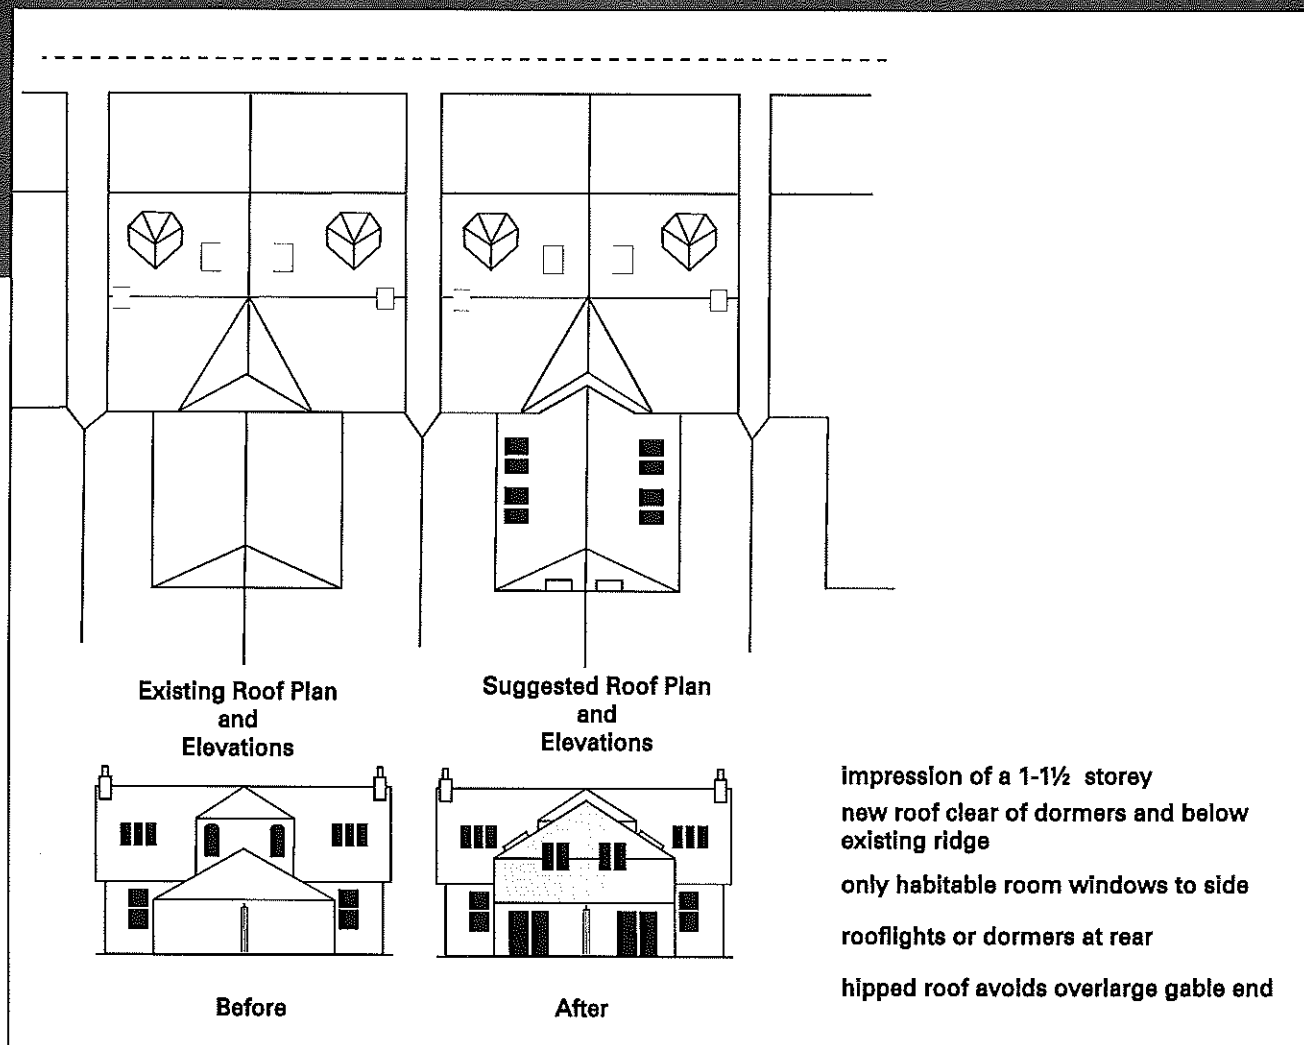 Existing Roof Plan
and
Elevations
Suggested Roof Plan
and
Elevations
Before
After
impression of a 1-1½ storey
new roof clear of dormers and below
existing ridge
only habitable room windows to side
rooflights or dormers at rear
hipped roof avoids overlarge gable end